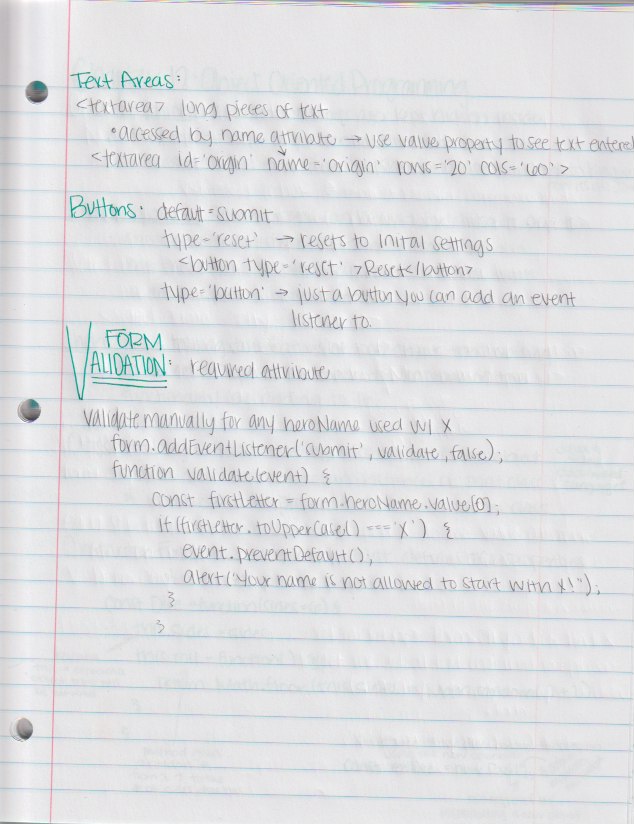 Text Areas:
<textarea> long pieces of text
• accessed by name attribute → use value property to see text entered
<textarea id='origin' name='origin' rows='20' cols='60'>
Buttons: default=submit
type='reset' → resets to inital settings
<button type='reset'>Reset</button>
type='button' → just a button you can add an event
listener to.
FORM
VALIDATION: required attribute
Validate manually for any heroName used w/ X
form.addEventListener('submit', validate, false);
function validate(event) {
const firstLetter = form.heroName.value[0];
if (firstLetter.toUpperCase() === 'X') {
event.preventDefault();
alert("Your name is not allowed to start with X!");
}
}